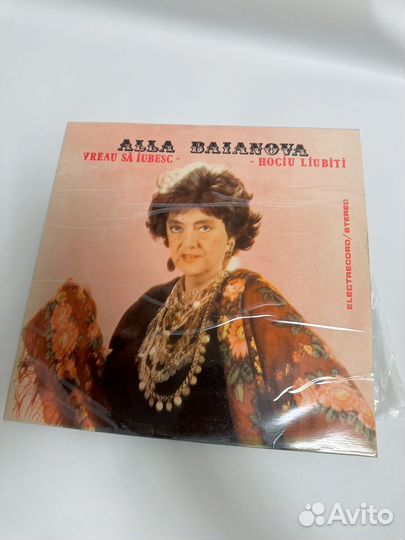 ALLA BAIANOVA
VREAU SĂ IUBESC - - HOCIU LIUBITI
ELECTRECORD/STEREO
Avito